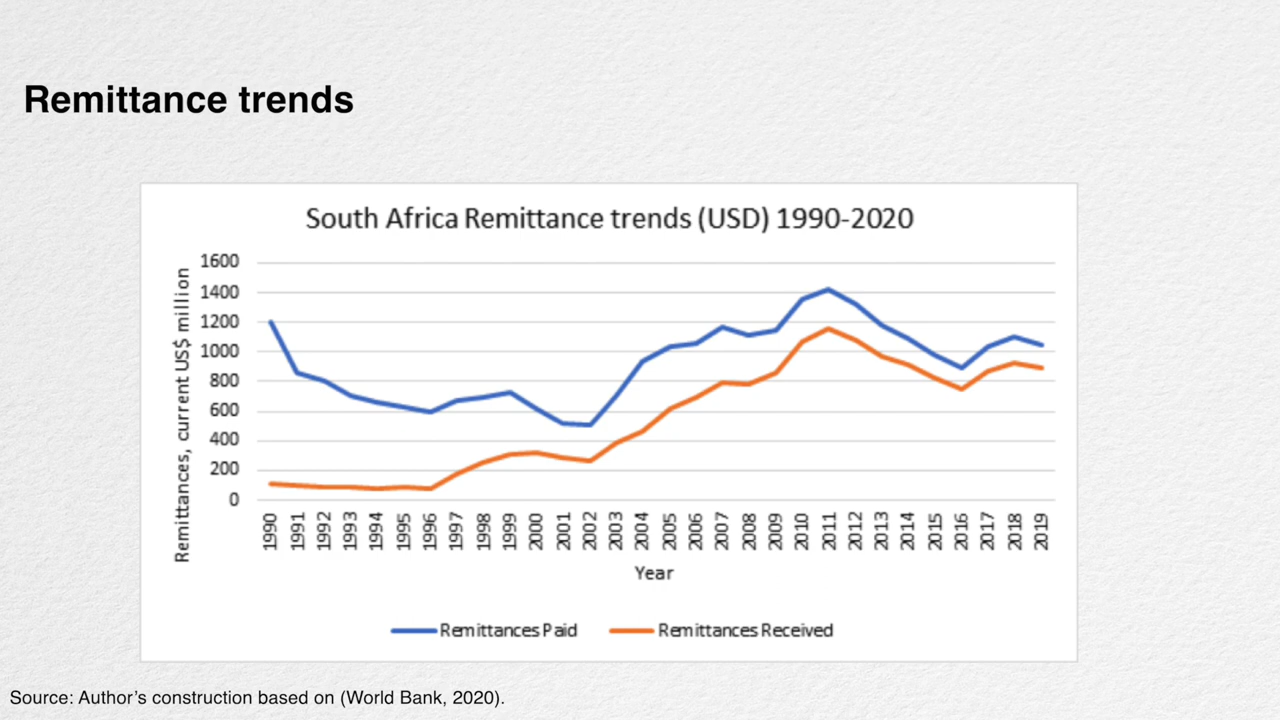 Remittance trends
South Africa Remittance trends (USD) 1990-2020
Remittances, current US$ million
1600
1400
1200
1000
800
600
400
200
0
1990 1991 1992 1993 1994 1995 1996 1997 1998 1999 2000 2001 2002 2003 2004 2005 2006 2007 2008 2009 2010 2011 2012 2013 2014 2015 2016 2017 2018 2019
Year
Remittances Paid Remittances Received
Source: Author’s construction based on (World Bank, 2020).